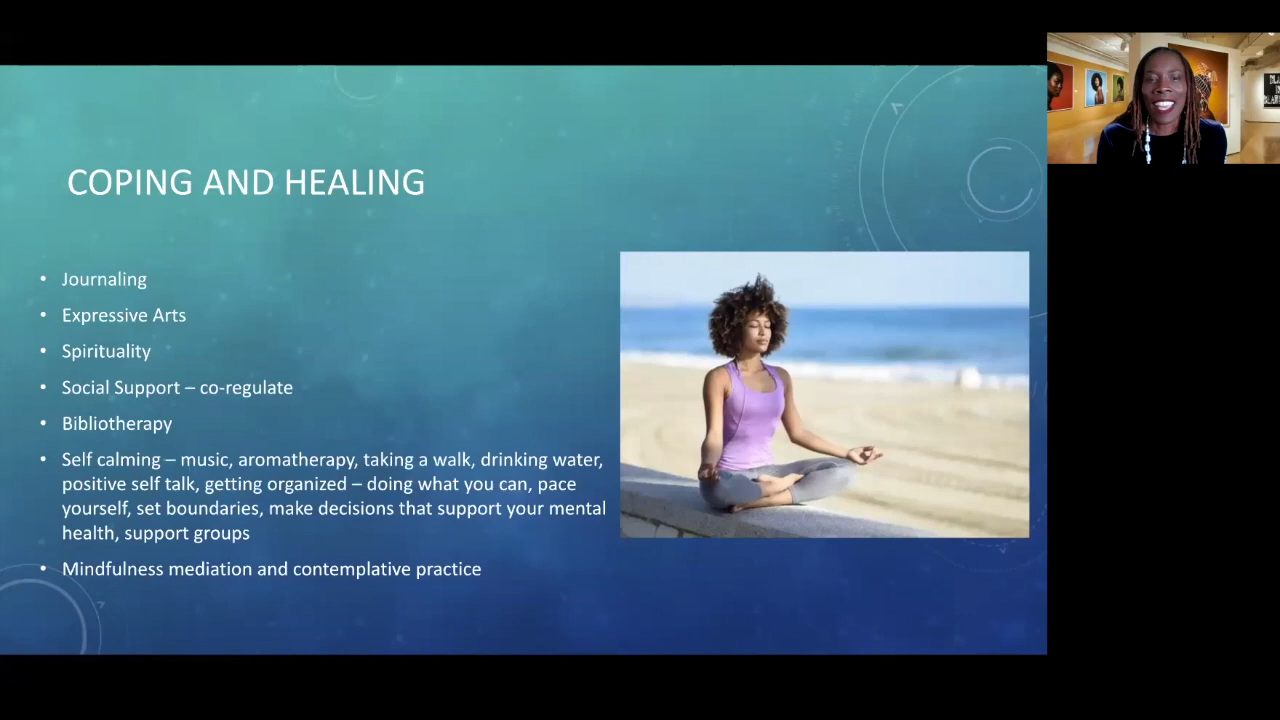 COPING AND HEALING
• Journaling
• Expressive Arts
• Spirituality
• Social Support – co-regulate
• Bibliotherapy
• Self calming – music, aromatherapy, taking a walk, drinking water,
positive self talk, getting organized – doing what you can, pace
yourself, set boundaries, make decisions that support your mental
health, support groups
• Mindfulness mediation and contemplative practice